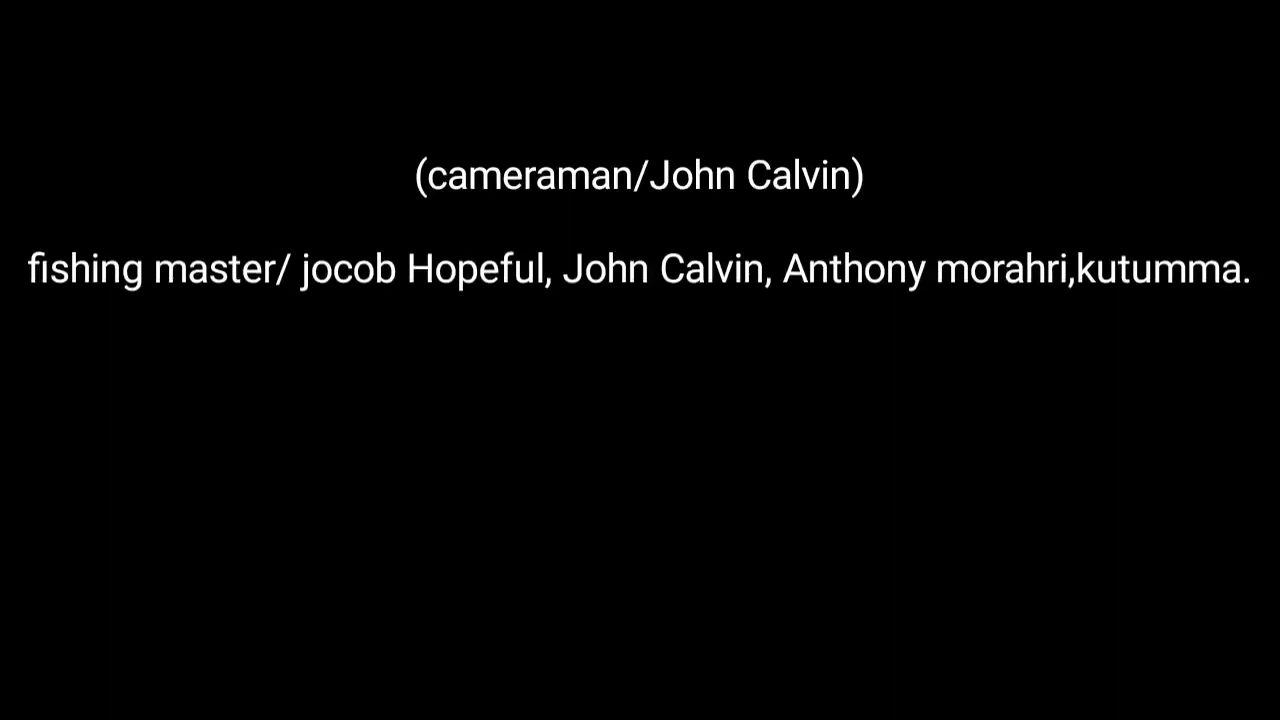 (cameraman/John Calvin)
fishing master/ jocob Hopeful, John Calvin, Anthony morahri,kutumma.